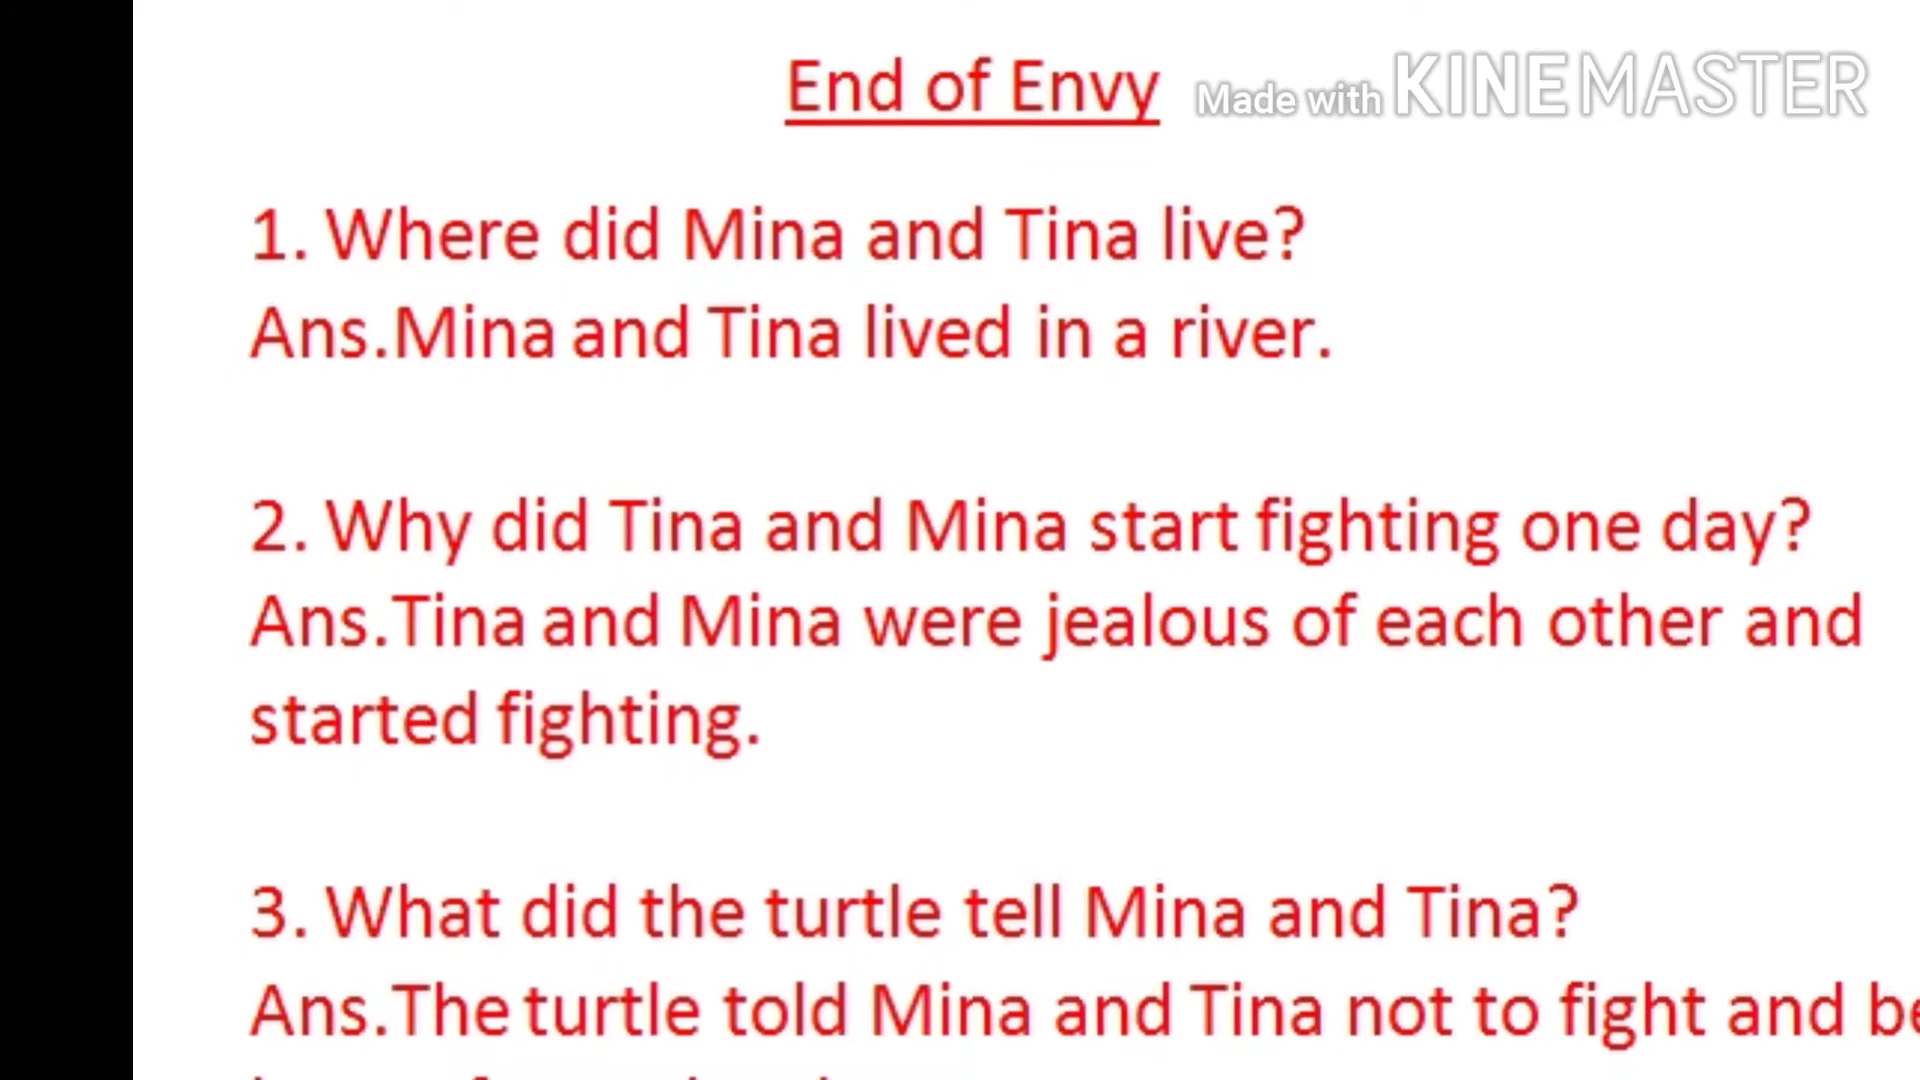 End of Envy
Made with KINEMASTER
1. Where did Mina and Tina live?
Ans.Mina and Tina lived in a river.
2. Why did Tina and Mina start fighting one day?
Ans.Tina and Mina were jealous of each other and
started fighting.
3. What did the turtle tell Mina and Tina?
Ans.The turtle told Mina and Tina not to fight and